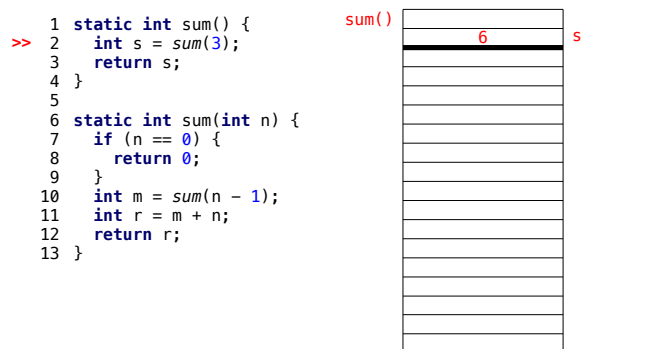 1 static int sum() {
>> 2 int s = sum(3);
3 return s;
4 }
5
6 static int sum(int n) {
7 if (n == 0) {
8 return 0;
9 }
10 int m = sum(n − 1);
11 int r = m + n;
12 return r;
13 }
sum()
6 s